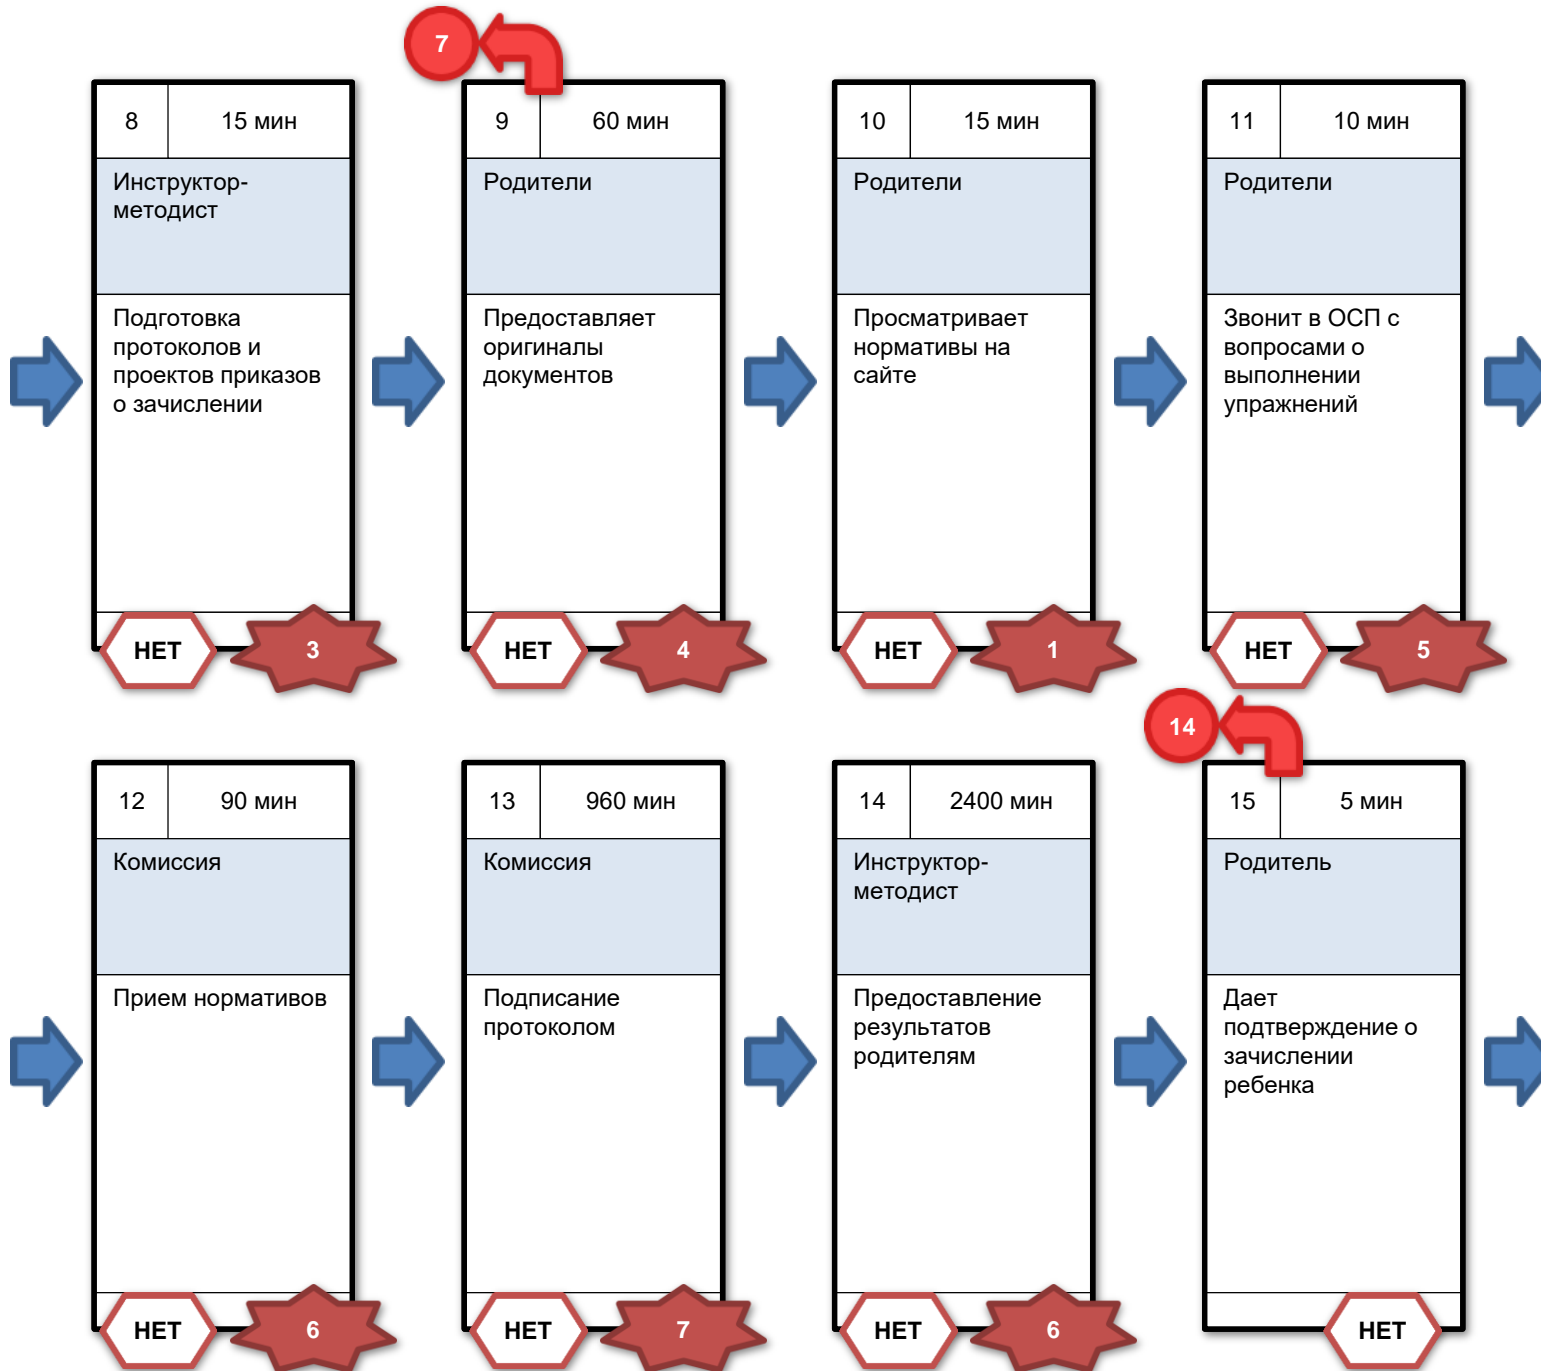 7
8 15 мин
Инструктор-
методист
Подготовка
протоколов и
проектов приказов
о зачислении
НЕТ 3
9 60 мин
Родители
Предоставляет
оригиналы
документов
НЕТ 4
10 15 мин
Родители
Просматривает
нормативы на
сайте
НЕТ 1
11 10 мин
Родители
Звонит в ОСП с
вопросами о
выполнении
упражнений
НЕТ 5
14
12 90 мин
Комиссия
Прием нормативов
НЕТ 6
13 960 мин
Комиссия
Подписание
протоколом
НЕТ 7
14 2400 мин
Инструктор-
методист
Предоставление
результатов
родителям
НЕТ 6
15 5 мин
Родитель
Дает
подтверждение о
зачислении
ребенка
НЕТ